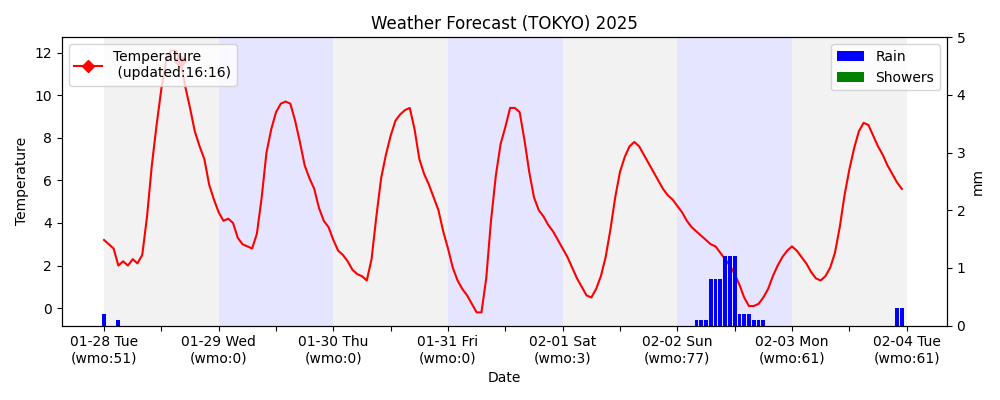 Weather Forecast (TOKYO) 2025
Temperature
(updated:16:16)
Rain
Showers
Temperature
12
10
8
6
4
2
0
5
4
3
2
1
0
mm
01-28 Tue
(wmo:51)
01-29 Wed
(wmo:0)
01-30 Thu
(wmo:0)
01-31 Fri
(wmo:0)
02-01 Sat
(wmo:3)
02-02 Sun
(wmo:77)
02-03 Mon
(wmo:61)
02-04 Tue
(wmo:61)
Date